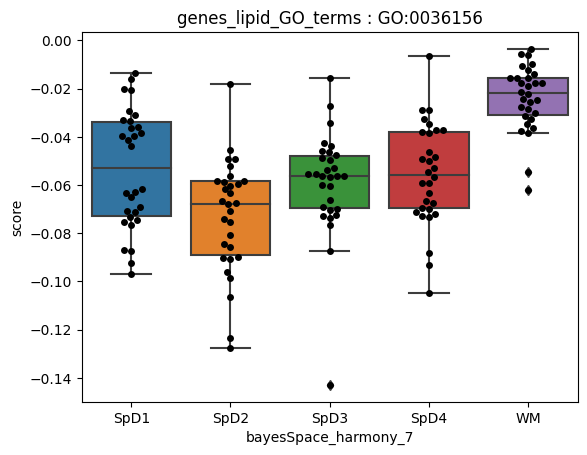 genes_lipid_GO_terms : GO:0036156
0.00
−0.02
−0.04
−0.06
−0.08
−0.10
−0.12
−0.14
score
SpD1 SpD2 SpD3 SpD4 WM
bayesSpace_harmony_7